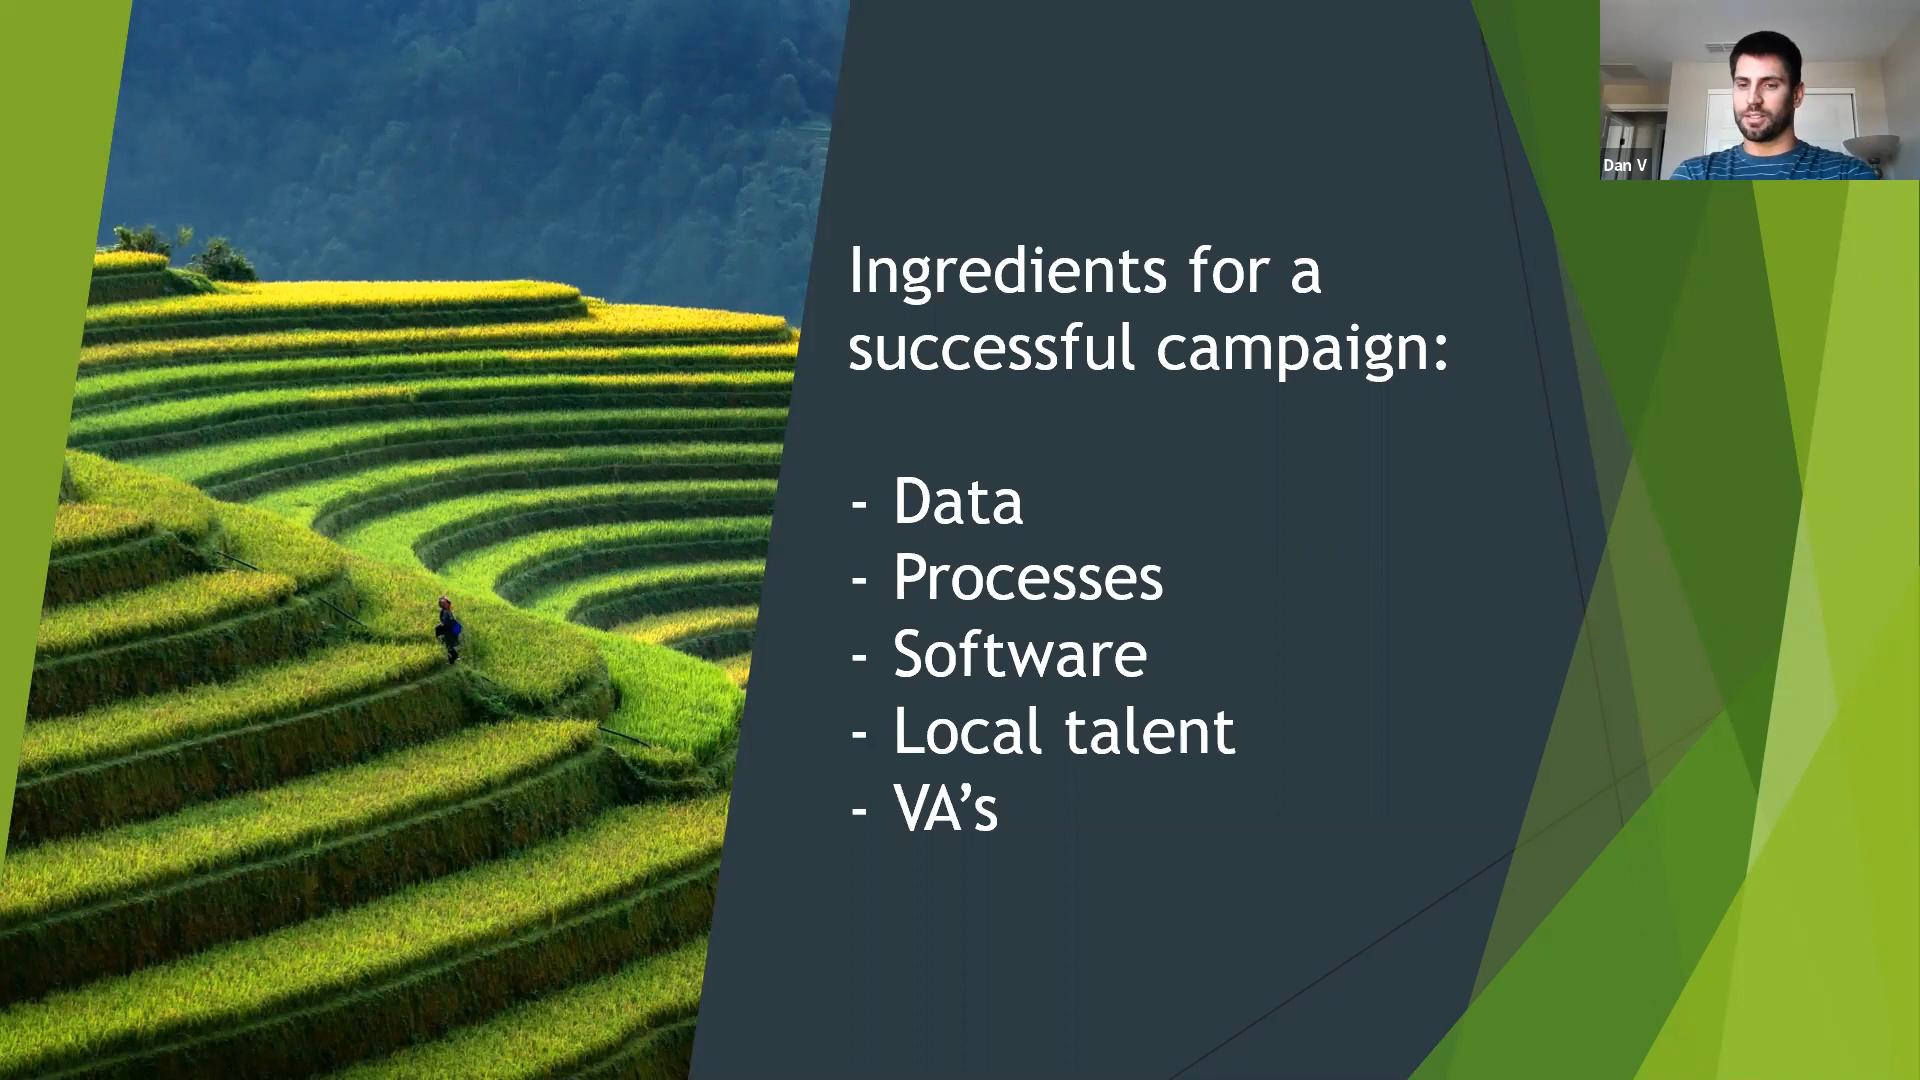 Dan V
Ingredients for a
successful campaign:
- Data
- Processes
- Software
- Local talent
- VA’s